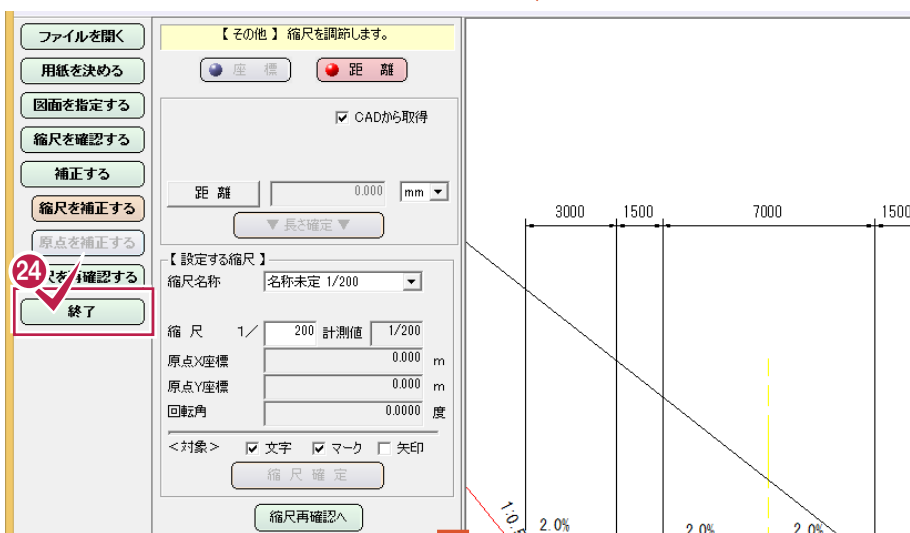 ファイルを開く
用紙を決める
図面を指定する
縮尺を確認する
補正する
縮尺を補正する
原点を補正する
24
尺を再確認する
終了
【 その他 】 縮尺を調節します。
座 標
距 離
CADから取得
距 離 0.000 mm
▼ 長さ確定 ▼
【 設定する縮尺 】
縮尺名称 名称未定 1/200
縮 尺 1/ 200 計測値 1/200
原点X座標 0.000 m
原点Y座標 0.000 m
回転角 0.0000 度
<対象> 文字 マーク 矢印
縮 尺 確 定
縮尺再確認へ
3000 1500 7000 1500
1:0.5
2.0% 2.0% 2.0%